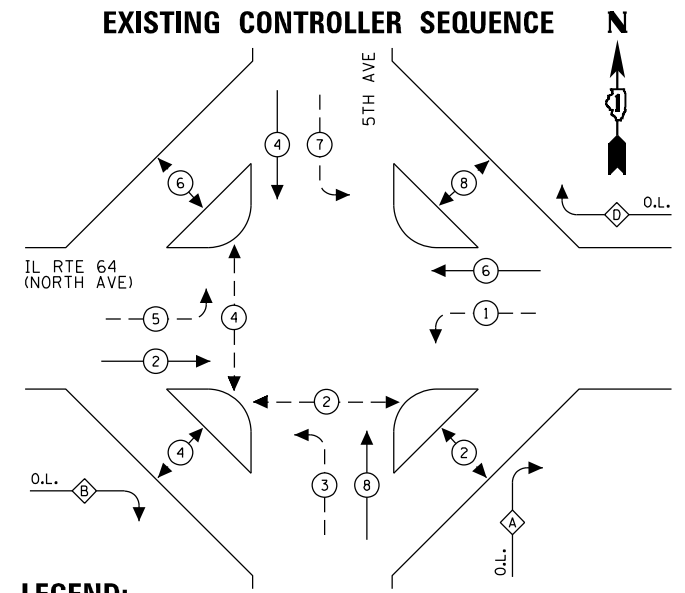 EXISTING CONTROLLER SEQUENCE
N
5TH AVE
4
7
6
8
D
O.L.
IL RTE 64
(NORTH AVE)
6
5
4
1
2
2
4
2
O.L.
B
3
8
A
O.L.
LEGEND: